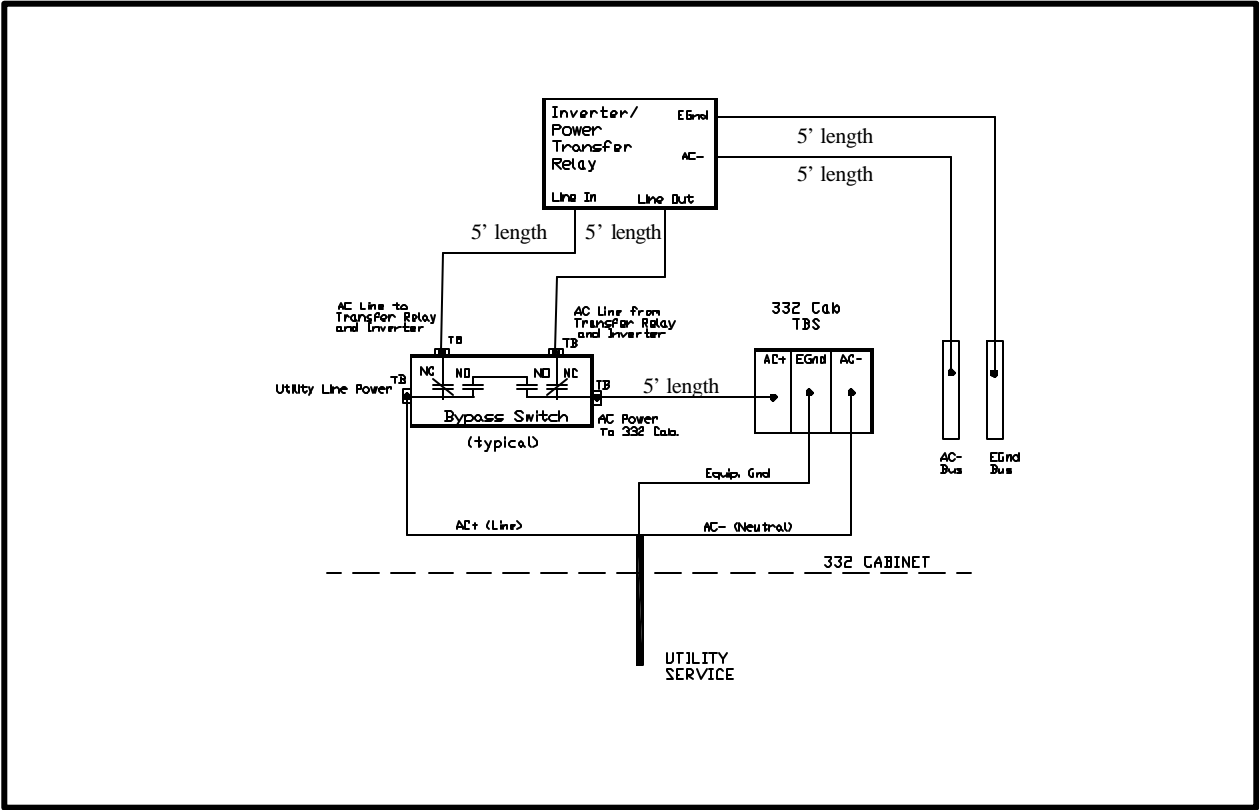 Inverter/
Power
Transfer
Relay
EGnd
AC-
Line In
Line Out
5’ length
5’ length
5’ length
5’ length
AC Line to
Transfer Relay
and Inverter
AC Line from
Transfer Relay
and Inverter
332 Cab
TBS
TB
TB
AC+
EGnd
AC-
NC
NO
NO
NC
Utility Line Power
TB
TB
5’ length
Bypass Switch
(typical)
AC Power
To 332 Cab.
AC-
Bus
EGnd
Bus
Equip. Gnd
AC+ (Line)
AC- (Neutral)
332 CABINET
UTILITY
SERVICE